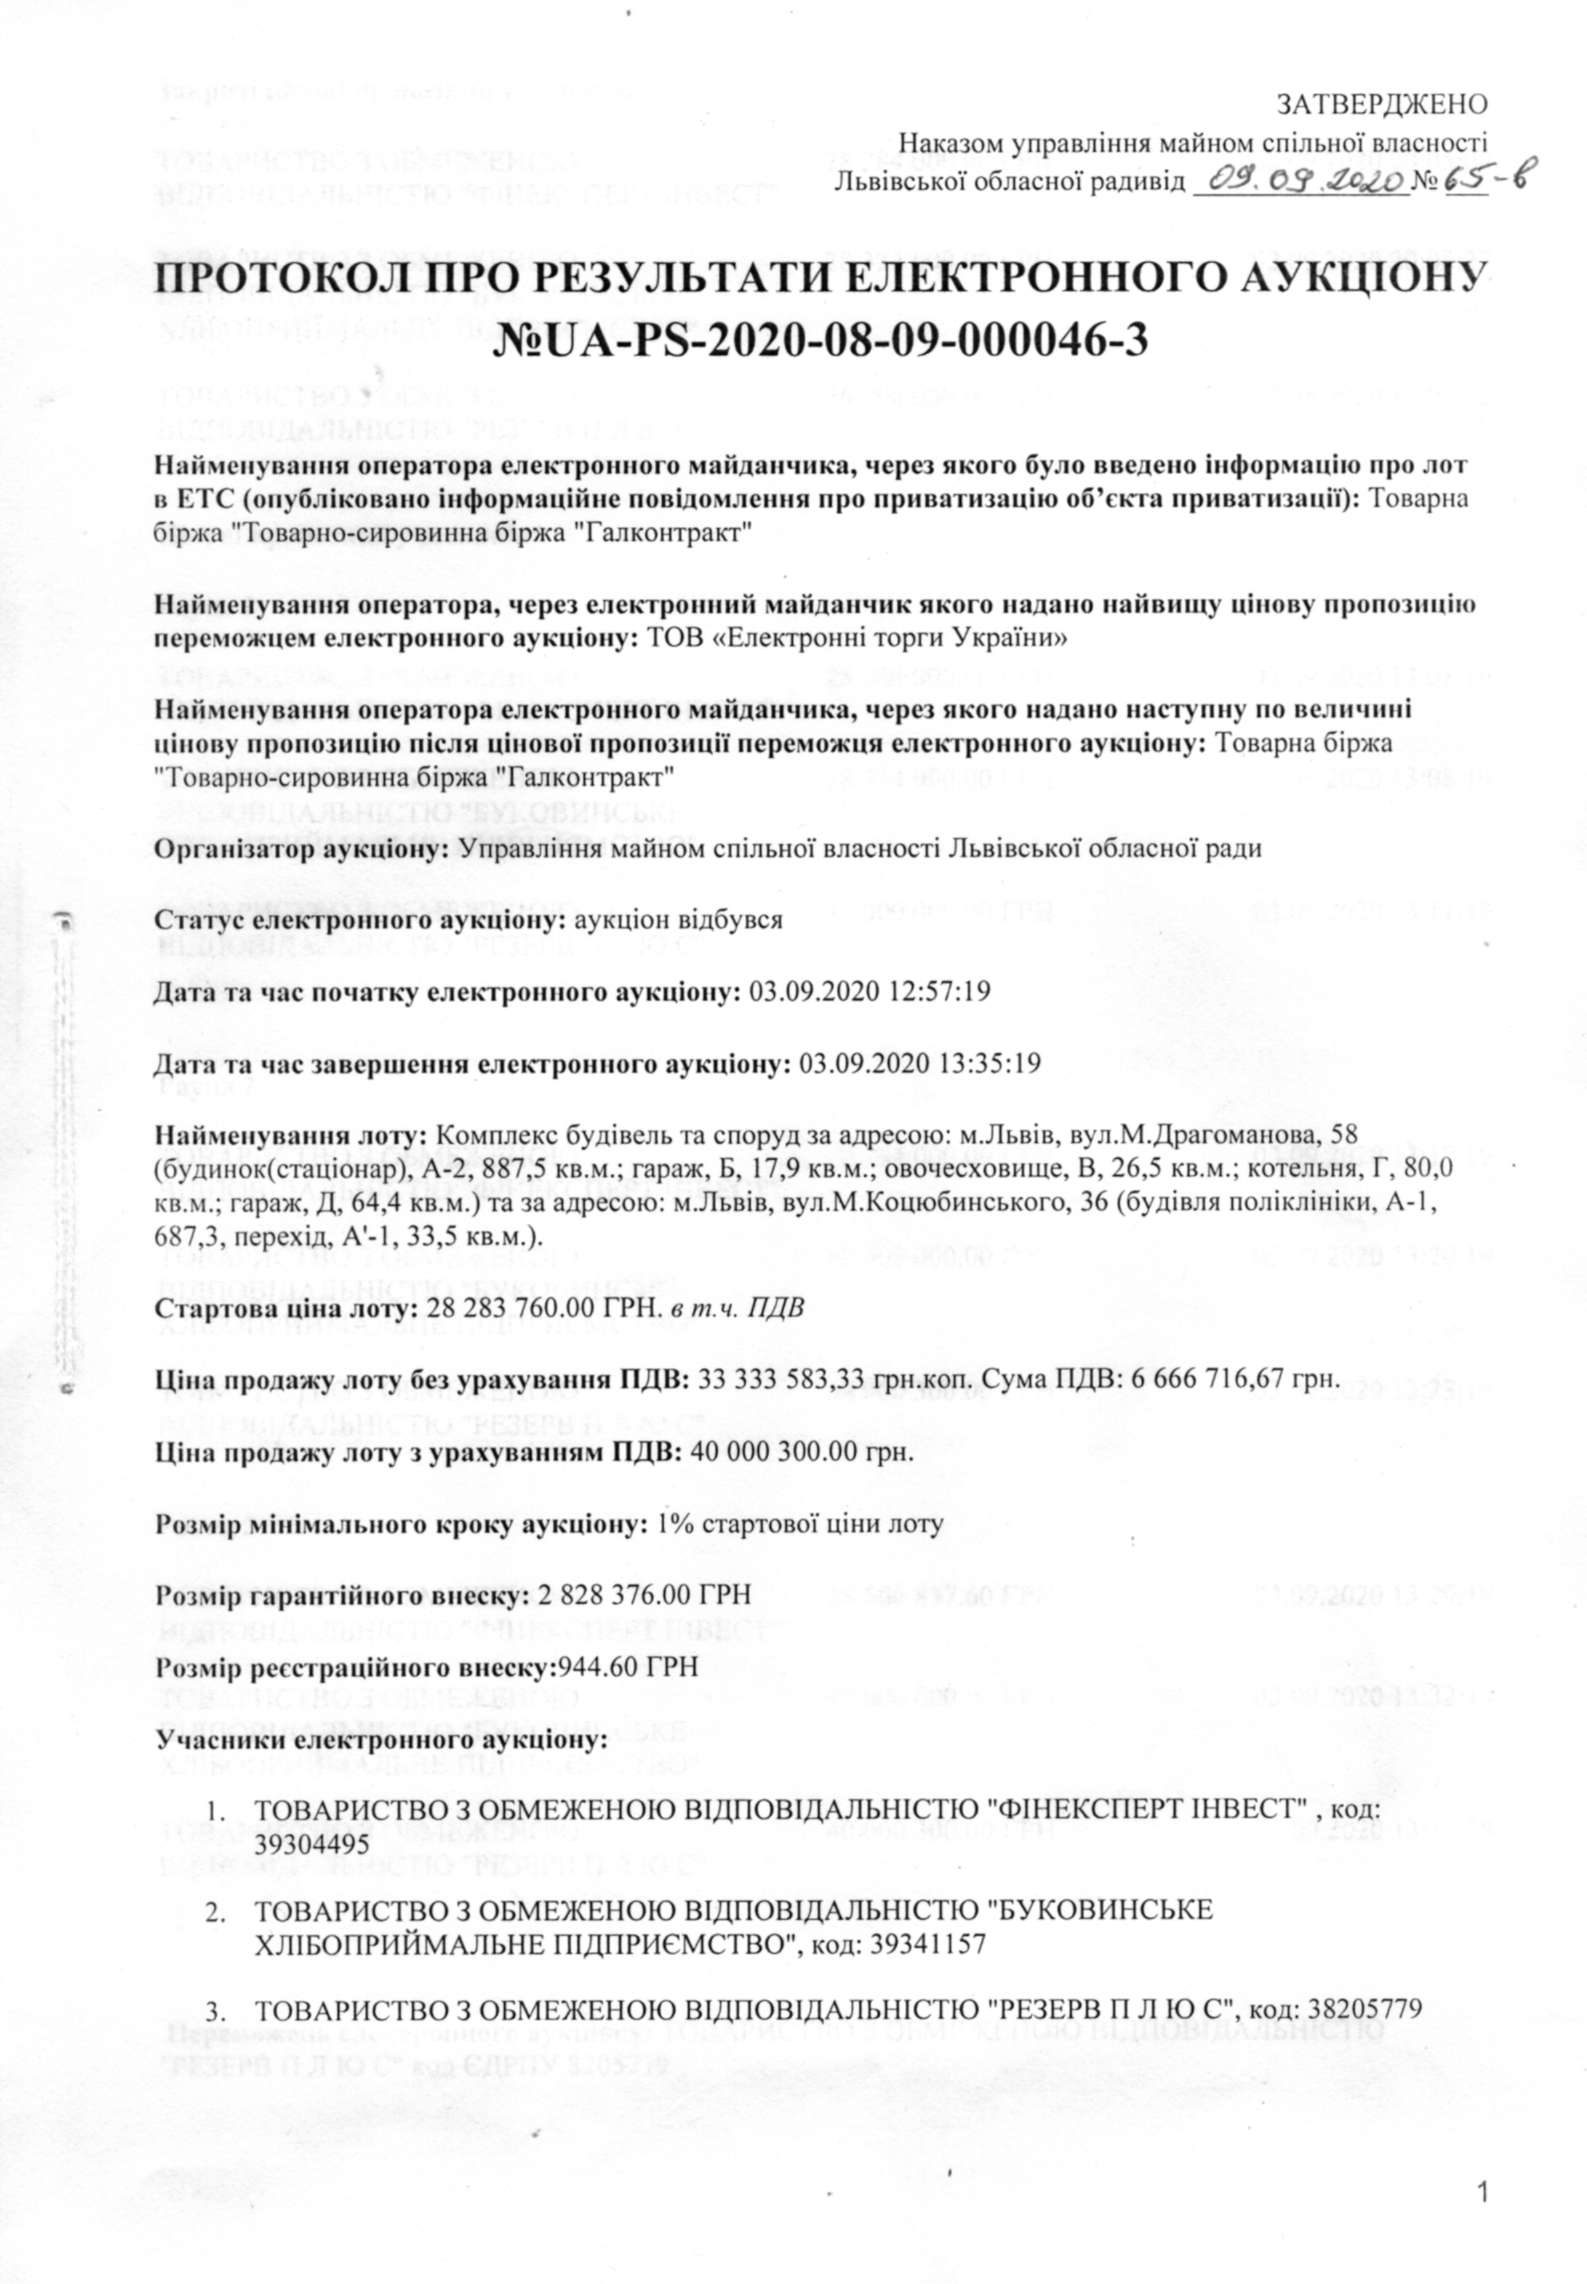 ЗАТВЕРДЖЕНО
Наказом управління майном спільної власності
Львівської обласної радивід 09.09.2020 № 65-в
ПРОТОКОЛ ПРО РЕЗУЛЬТАТИ ЕЛЕКТРОННОГО АУКЦІОНУ
№UA-PS-2020-08-09-000046-3
Найменування оператора електронного майданчика, через якого було введено інформацію про лот
в ЕТС (опубліковано інформаційне повідомлення про приватизацію об’єкта приватизації): Товарна
біржа "Товарно-сировинна біржа "Галконтракт"
Найменування оператора, через електронний майданчик якого надано найвищу цінову пропозицію
переможцем електронного аукціону: ТОВ «Електронні торги України»
Найменування оператора електронного майданчика, через якого надано наступну по величині
цінову пропозицію після цінової пропозиції переможця електронного аукціону: Товарна біржа
"Товарно-сировинна біржа "Галконтракт"
Організатор аукціону: Управління майном спільної власності Львівської обласної ради
Статус електронного аукціону: аукціон відбувся
Дата та час початку електронного аукціону: 03.09.2020 12:57:19
Дата та час завершення електронного аукціону: 03.09.2020 13:35:19
Найменування лоту: Комплекс будівель та споруд за адресою: м.Львів, вул.М.Драгоманова, 58
(будинок(стаціонар), А-2, 887,5 кв.м.; гараж, Б, 17,9 кв.м.; овочесховище, В, 26,5 кв.м.; котельня, Г, 80,0
кв.м.; гараж, Д, 64,4 кв.м.) та за адресою: м.Львів, вул.М.Коцюбинського, 36 (будівля поліклініки, А-1,
687,3, перехід, А'-1, 33,5 кв.м.).
Стартова ціна лоту: 28 283 760.00 ГРН. в т.ч. ПДВ
Ціна продажу лоту без урахування ПДВ: 33 333 583,33 грн.коп. Сума ПДВ: 6 666 716,67 грн.
Ціна продажу лоту з урахуванням ПДВ: 40 000 300.00 грн.
Розмір мінімального кроку аукціону: 1% стартової ціни лоту
Розмір гарантійного внеску: 2 828 376.00 ГРН
Розмір реєстраційного внеску:944.60 ГРН
Учасники електронного аукціону:
1. ТОВАРИСТВО З ОБМЕЖЕНОЮ ВІДПОВІДАЛЬНІСТЮ "ФІНЕКСПЕРТ ІНВЕСТ" , код:
39304495
2. ТОВАРИСТВО З ОБМЕЖЕНОЮ ВІДПОВІДАЛЬНІСТЮ "БУКОВИНСЬКЕ
ХЛІБОПРИЙМАЛЬНЕ ПІДПРИЄМСТВО", код: 39341157
3. ТОВАРИСТВО З ОБМЕЖЕНОЮ ВІДПОВІДАЛЬНІСТЮ "РЕЗЕРВ П Л Ю С", код: 38205779
1